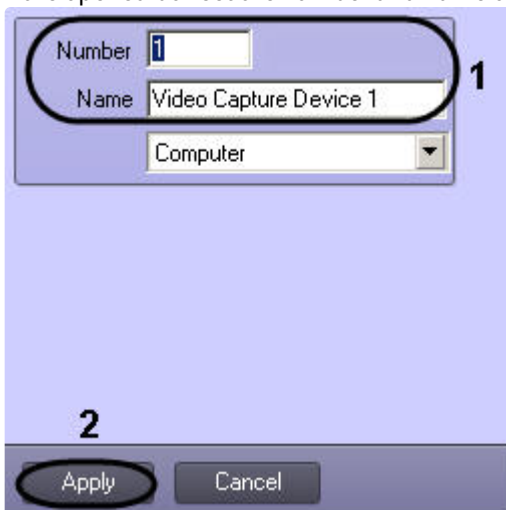 Number 1
Name Video Capture Device 1
1
Computer
2
Apply Cancel